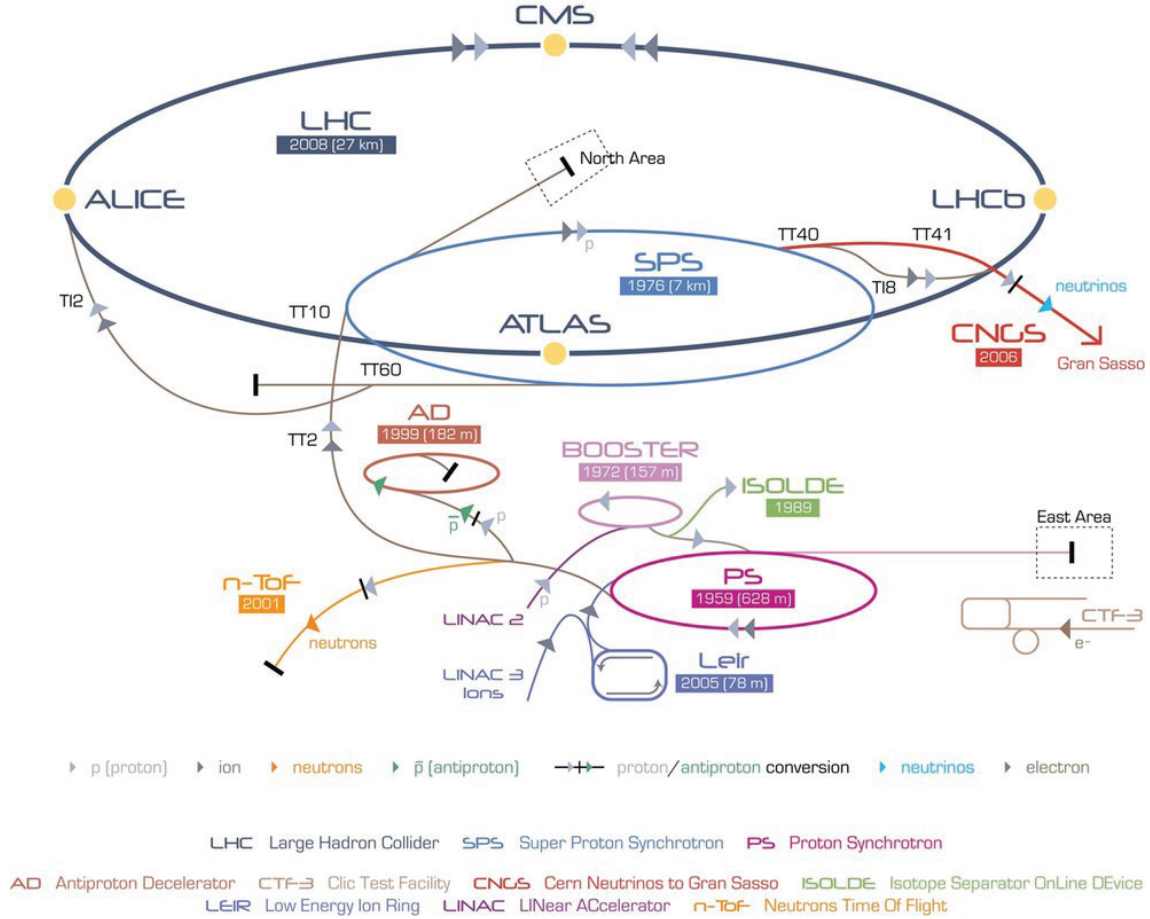 CMS
LHC
2008 (27 km)
North Area
ALICE
LHCb
TT40
TT41
p
SPS
1976 (7 km)
TI8
neutrinos
TI2
TT10
ATLAS
CNGS
2006
Gran Sasso
TT60
AD
1999 (182 m)
TT2
BOOSTER
1972 (157 m)
ISOLDE
1989
p̄
p
East Area
n-ToF
2001
neutrons
LINAC 2
p
PS
1959 (628 m)
CTF-3
e-
LINAC 3
Ions
Leir
2005 (78 m)
p (proton) ion neutrons p̄ (antiproton) proton/antiproton conversion neutrinos electron
LHC Large Hadron Collider SPS Super Proton Synchrotron PS Proton Synchrotron
AD Antiproton Decelerator CTF-3 Clic Test Facility CNGS Cern Neutrinos to Gran Sasso ISOLDE Isotope Separator OnLine DEvice
LEIR Low Energy Ion Ring LINAC LINear ACcelerator n-ToF Neutrons Time Of Flight